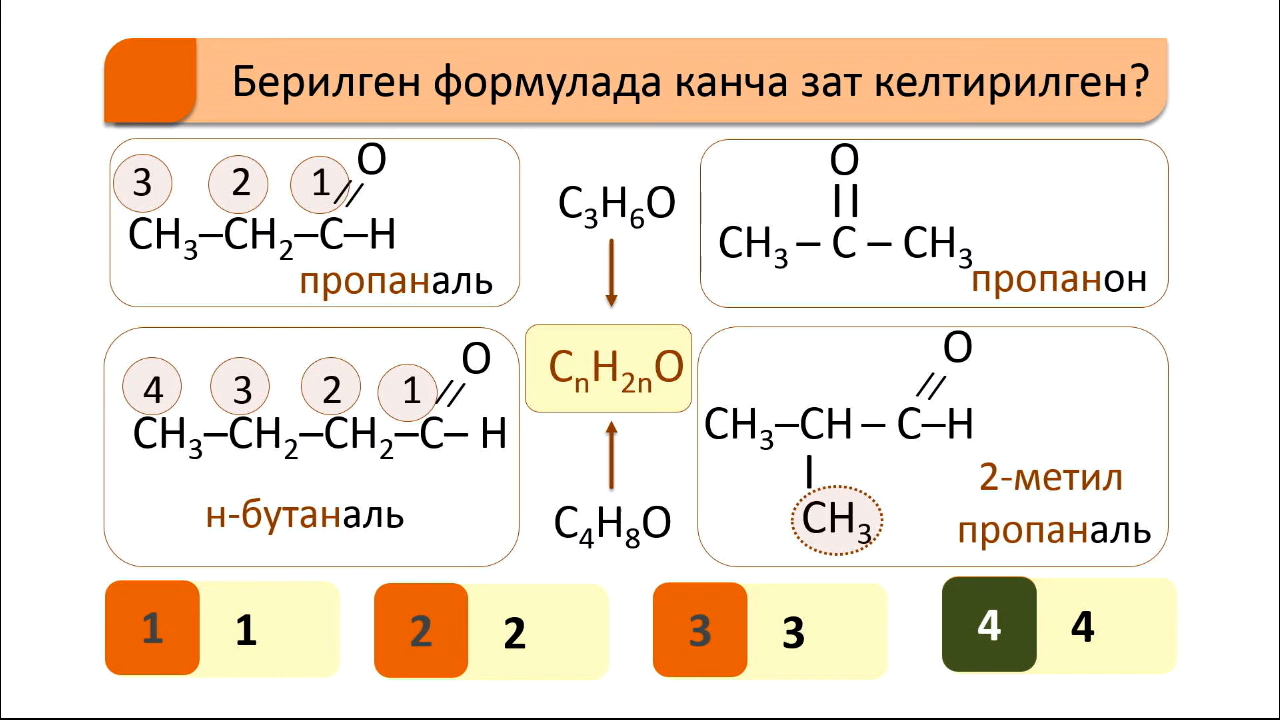 Берилген формулада канча зат келтирилген?
O
3 2 1
CH₃–CH₂–C–H
пропаналь
C₃H₆O
O
CH₃ – C – CH₃
пропанон
O
4 3 2 1
CH₃–CH₂–CH₂–C– H
н-бутаналь
CₙH₂ₙO
C₄H₈O
O
CH₃–CH – C–H
CH₃
2-метил
пропаналь
1 1
2 2
3 3
4 4